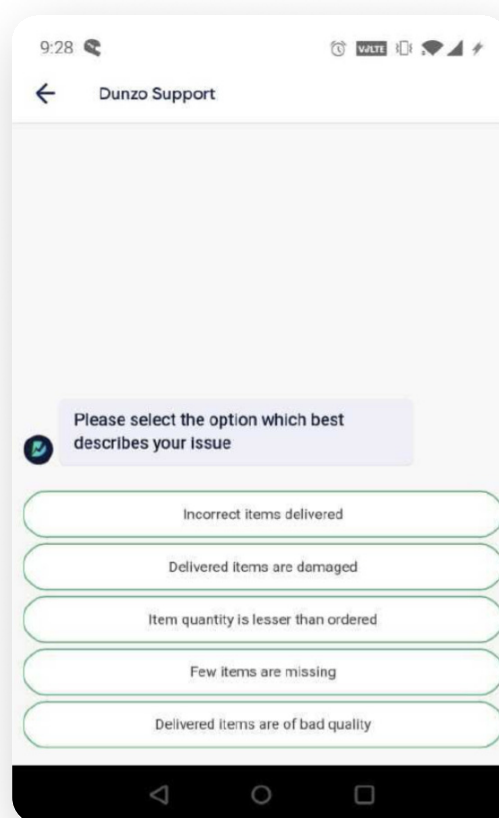 9:28
VoLTE
Dunzo Support
Please select the option which best
describes your issue
Incorrect items delivered
Delivered items are damaged
Item quantity is lesser than ordered
Few items are missing
Delivered items are of bad quality